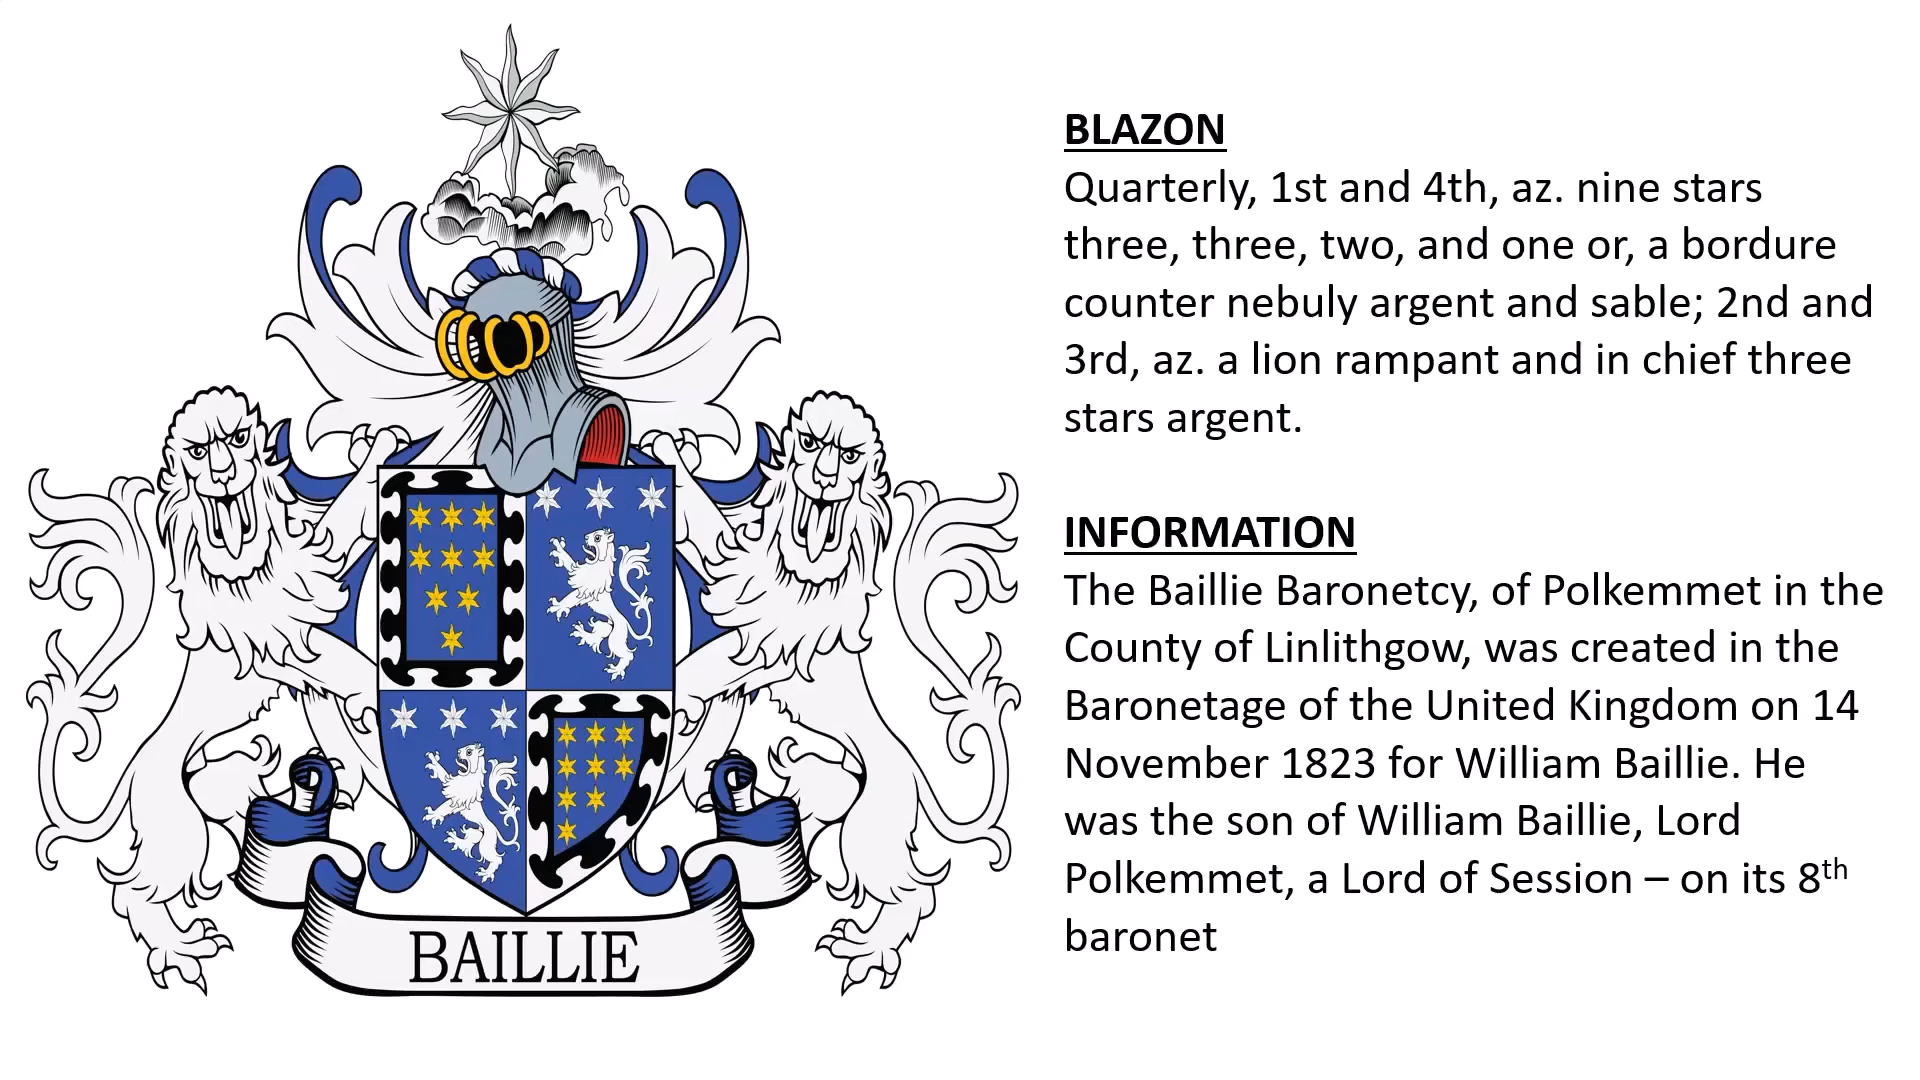 BLAZON
Quarterly, 1st and 4th, az. nine stars
three, three, two, and one or, a bordure
counter nebuly argent and sable; 2nd and
3rd, az. a lion rampant and in chief three
stars argent.
INFORMATION
The Baillie Baronetcy, of Polkemmet in the
County of Linlithgow, was created in the
Baronetage of the United Kingdom on 14
November 1823 for William Baillie. He
was the son of William Baillie, Lord
Polkemmet, a Lord of Session – on its 8th
baronet
BAILLIE